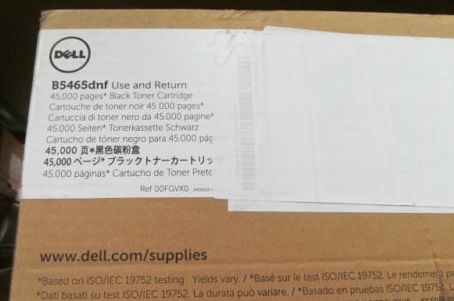 DELL
B5465dnf Use and Return
45,000 pages* Black Toner Cartridge
Cartouche de toner noir 45 000 pages*
Cartuccia di toner nero da 45.000 pagine*
45.000 Seiten* Tonerkassette Schwarz
Cartucho de tóner negro para 45.000
45,000 页*黑色碳粉盒
45,000 ページ* ブラックトナーカートリッ
45.000 páginas* Cartucho de Toner Preto
Ref 00FGVX0
www.dell.com/supplies
*Based on ISO/IEC 19752 testing. Yields vary. / *Basé sur le test ISO/IEC 19752. Le rendement
*Dati basati su test ISO/IEC 19752. La durata può variare. / *Basado en pruebas ISO/IEC 19752.